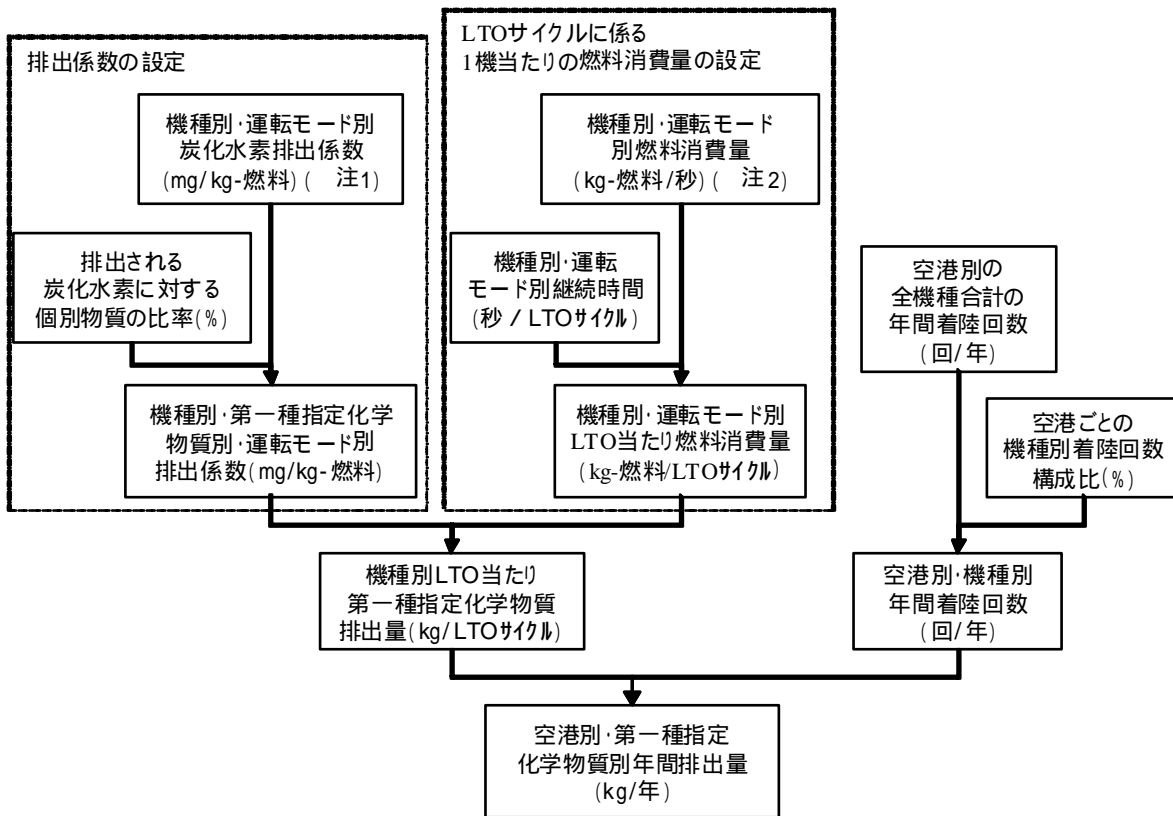 排出係数の設定
機種別・運転モード別
炭化水素排出係数
(mg/kg-燃料)( 注1)
排出される
炭化水素に対する
個別物質の比率(%)
機種別・第一種指定化学
物質別・運転モード別
排出係数(mg/kg-燃料)
LTOサイクルに係る
1機当たりの燃料消費量の設定
機種別・運転モード
別燃料消費量
(kg-燃料/秒)( 注2)
機種別・運転
モード別継続時間
(秒/LTOサイクル)
機種別・運転モード別
LTO当たり燃料消費量
(kg-燃料/LTOサイクル)
空港別の
全機種合計の
年間着陸回数
(回/年)
空港ごとの
機種別着陸回数
構成比(%)
機種別LTO当たり
第一種指定化学物質
排出量(kg/LTOサイクル)
空港別・機種別
年間着陸回数
(回/年)
空港別・第一種指定
化学物質別年間排出量
(kg/年)